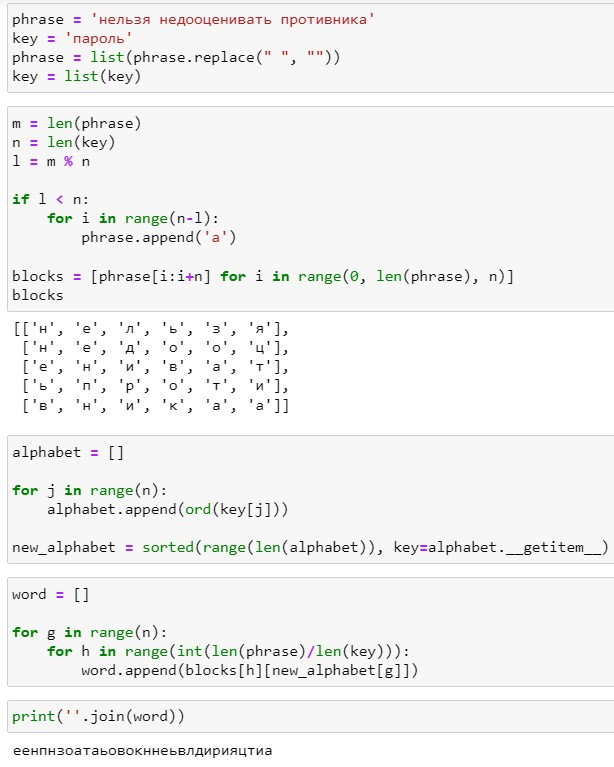 phrase = 'нельзя недооценивать противника'
key = 'пароль'
phrase = list(phrase.replace(" ", ""))
key = list(key)
m = len(phrase)
n = len(key)
l = m % n
if l < n:
    for i in range(n-l):
        phrase.append('а')
blocks = [phrase[i:i+n] for i in range(0, len(phrase), n)]
blocks
[['н', 'е', 'л', 'ь', 'з', 'я'],
 ['н', 'е', 'д', 'о', 'о', 'ц'],
 ['е', 'н', 'и', 'в', 'а', 'т'],
 ['ь', 'п', 'р', 'о', 'т', 'и'],
 ['в', 'н', 'и', 'к', 'а', 'а']]
alphabet = []
for j in range(n):
    alphabet.append(ord(key[j]))
new_alphabet = sorted(range(len(alphabet)), key=alphabet.__getitem__)
word = []
for g in range(n):
    for h in range(int(len(phrase)/len(key))):
        word.append(blocks[h][new_alphabet[g]])
print(''.join(word))
еенпнзоатаьовокннеьвлдирияцтиа